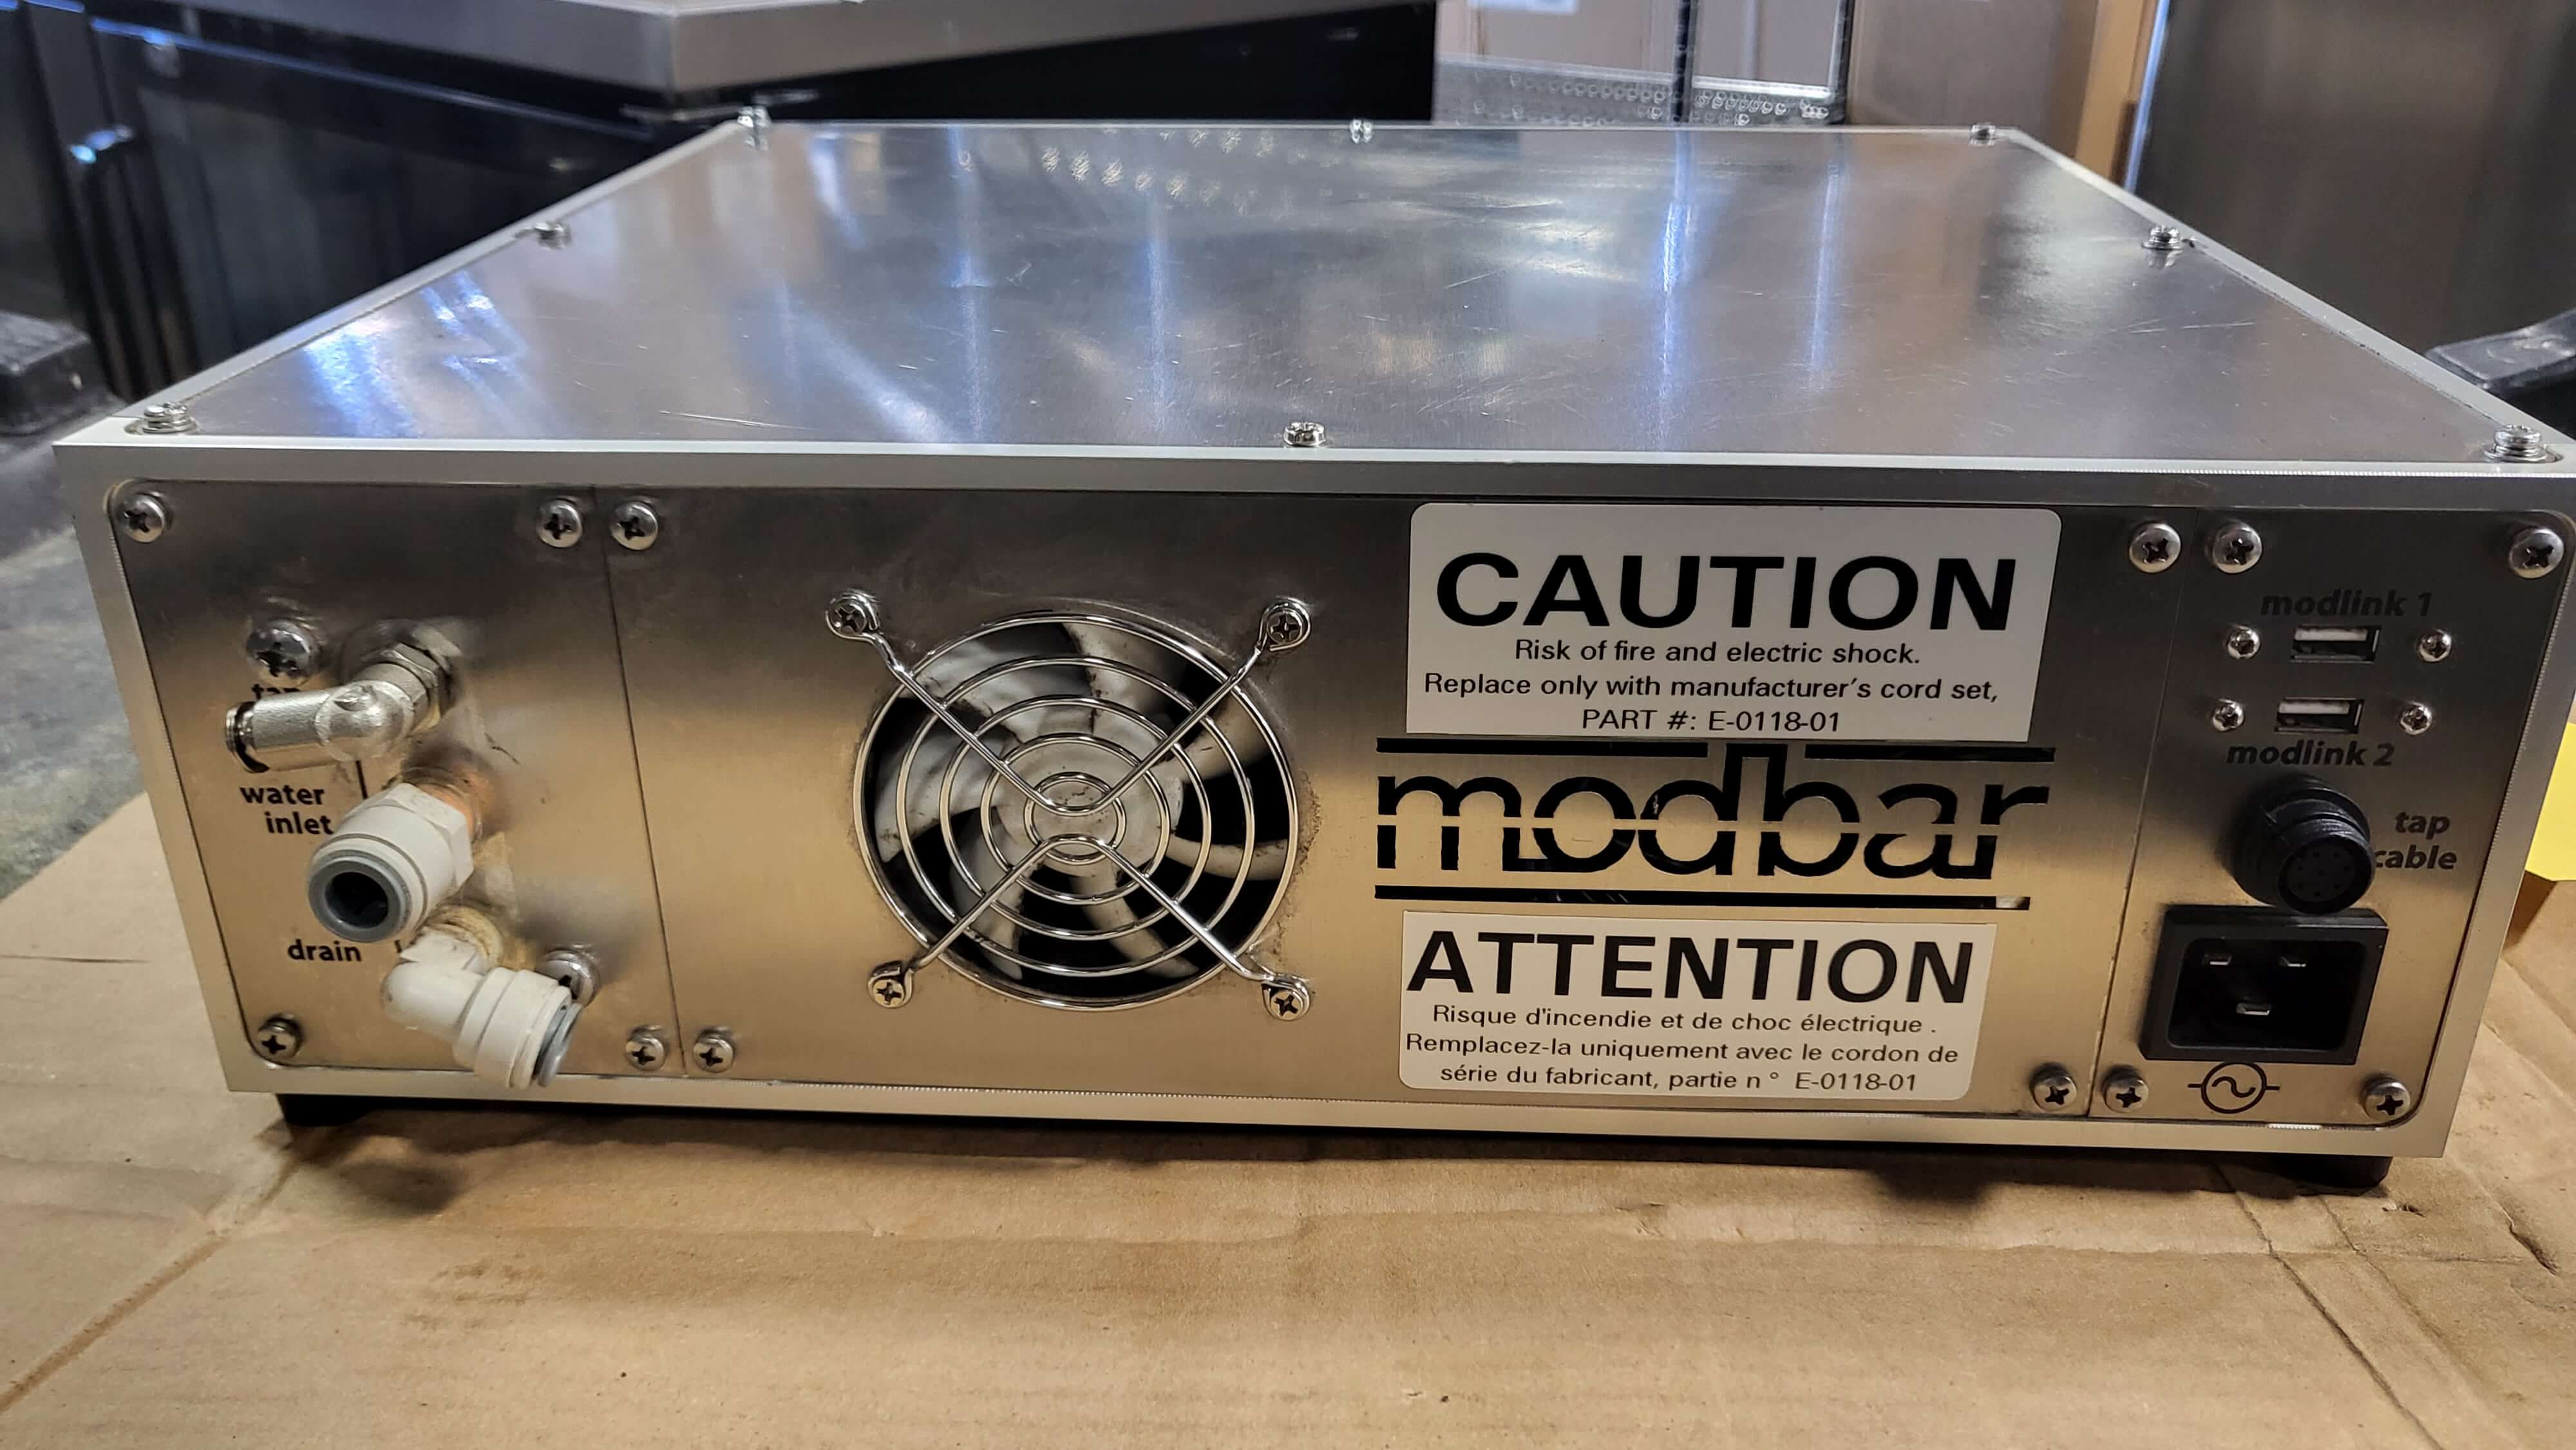 tap
water
inlet
drain
CAUTION
Risk of fire and electric shock.
Replace only with manufacturer's cord set,
PART #: E-0118-01
modbar
ATTENTION
Risque d'incendie et de choc électrique .
Remplacez-la uniquement avec le cordon de
série du fabricant, partie n ° E-0118-01
modlink 1
modlink 2
tap
cable